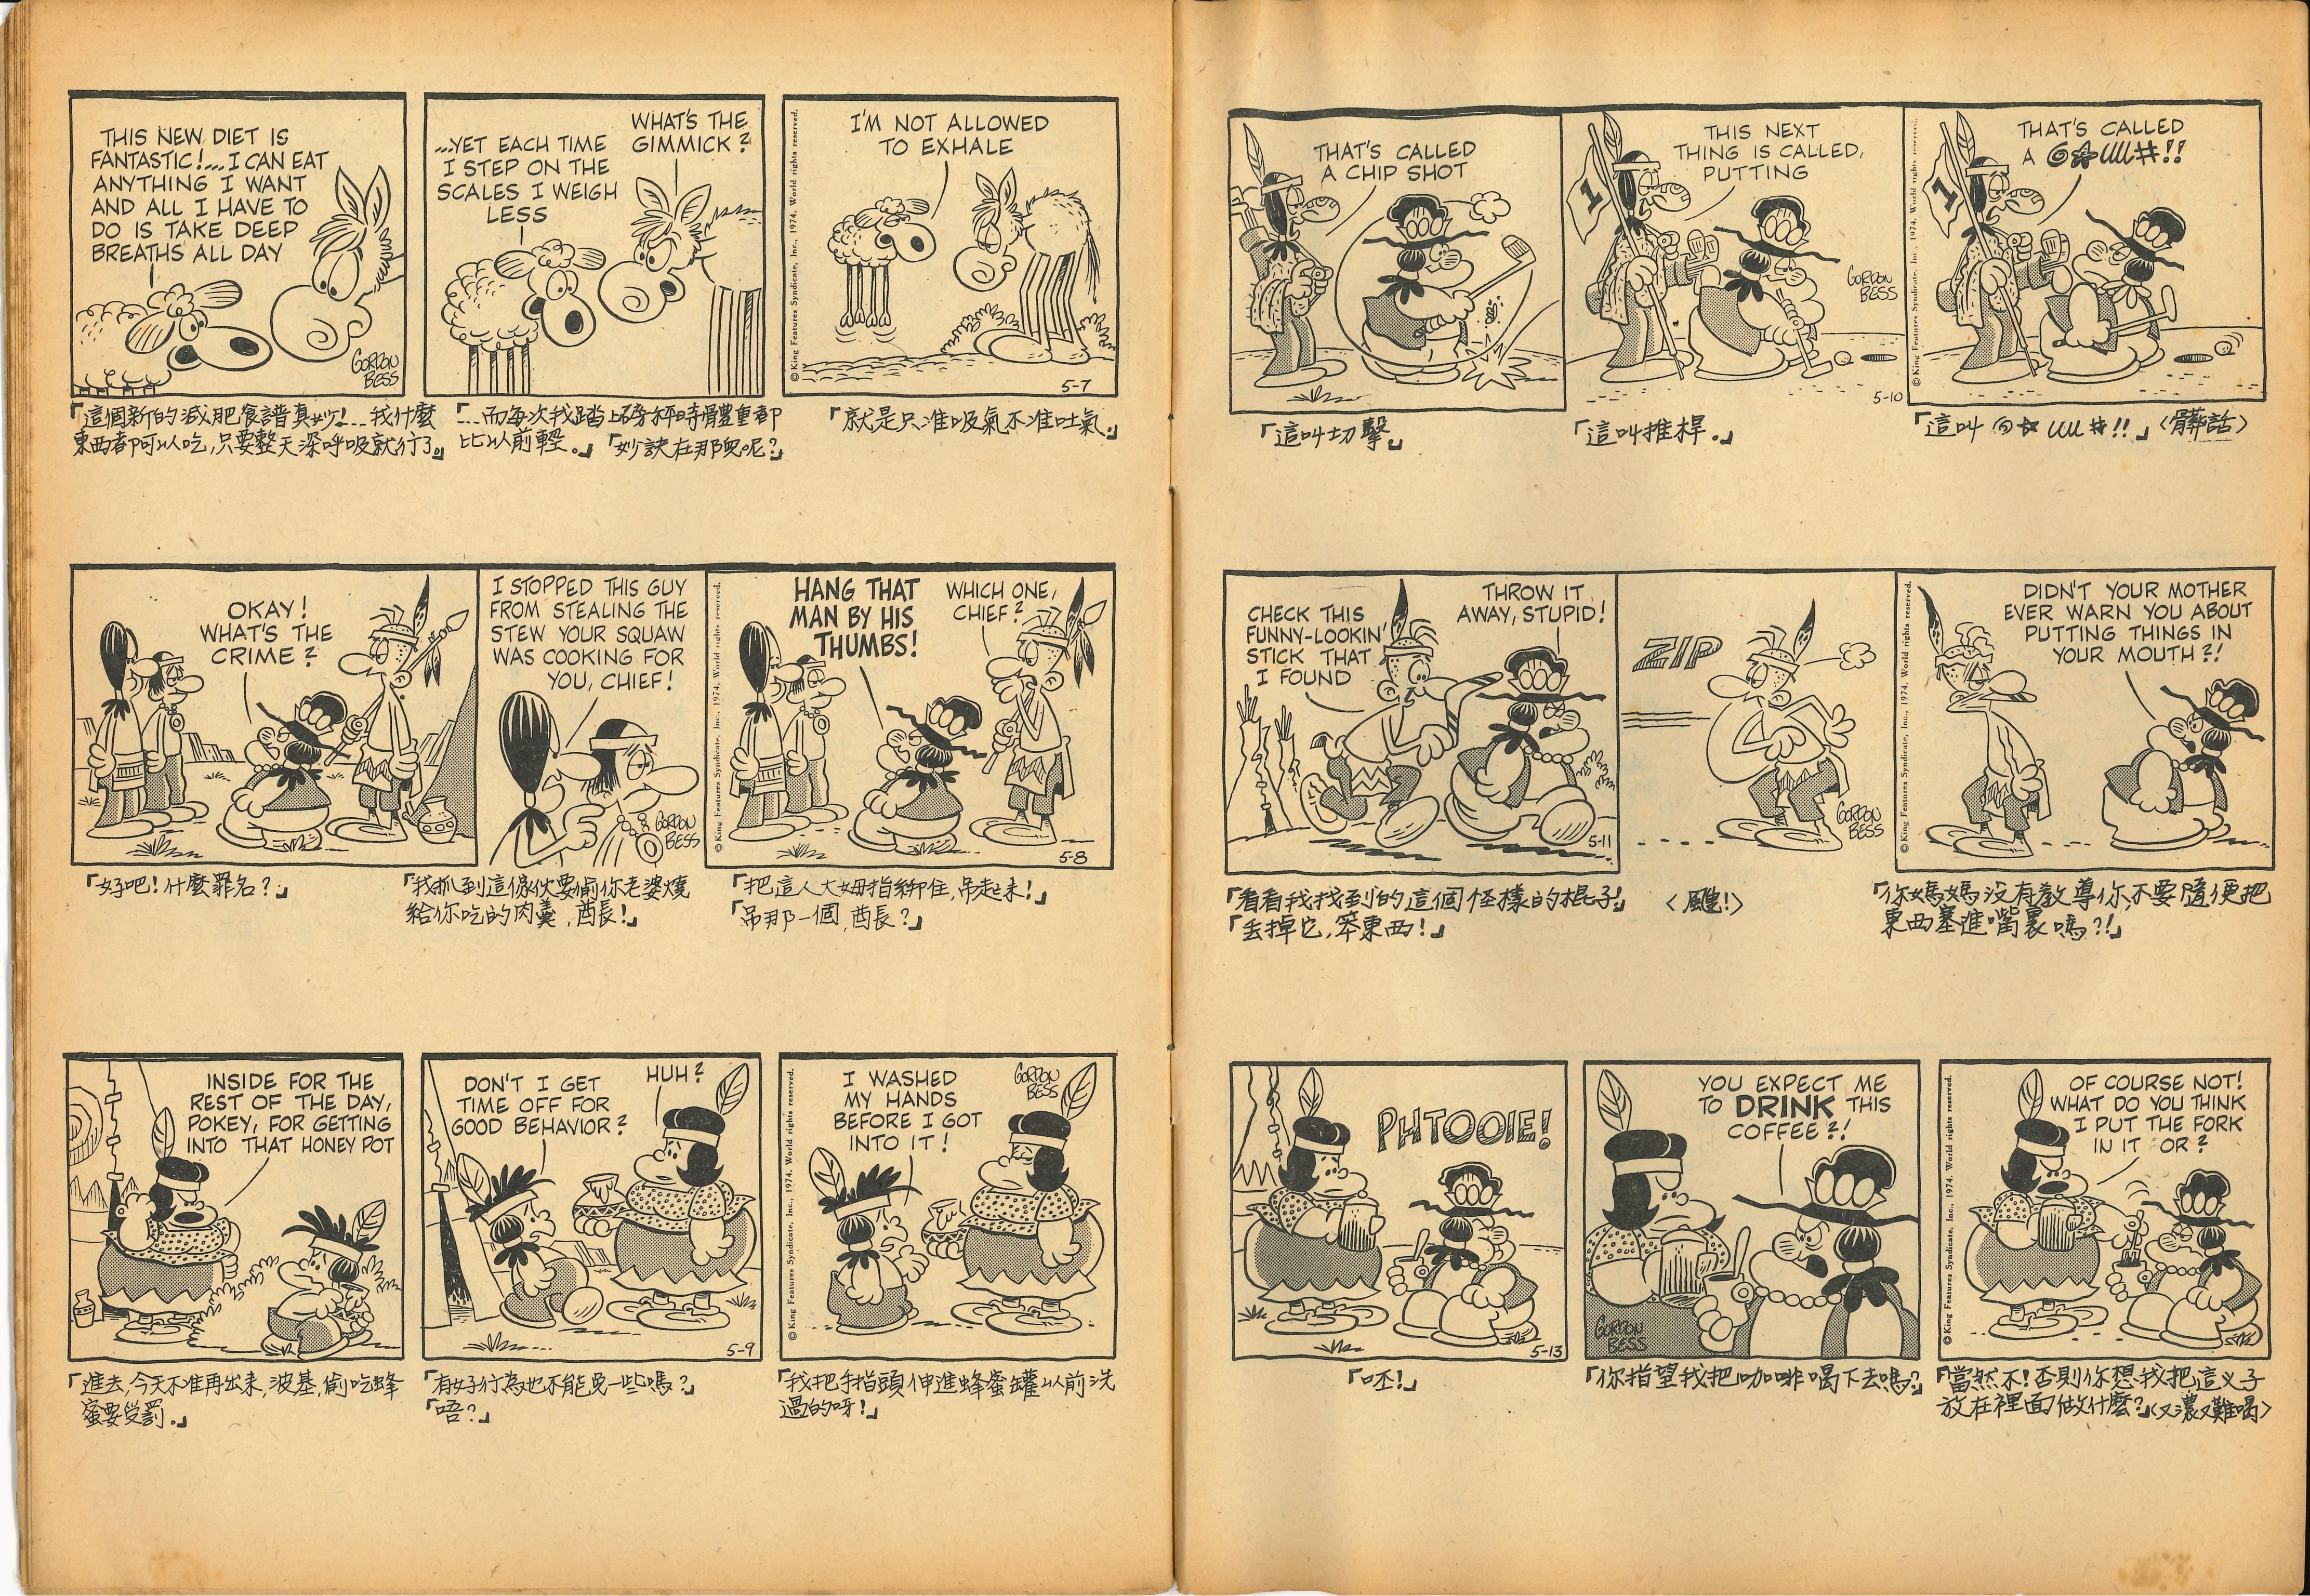 THIS NEW DIET IS
FANTASTIC!... I CAN EAT
ANYTHING I WANT
AND ALL I HAVE TO
DO IS TAKE DEEP
BREATHS ALL DAY
GORDON
BESS
...YET EACH TIME
I STEP ON THE
SCALES I WEIGH
LESS
WHAT'S THE
GIMMICK?
I'M NOT ALLOWED
TO EXHALE
© King Features Syndicate, Inc., 1974. World rights reserved.
5-7
「這個新的減肥食譜真妙!...我什麼
東西都可以吃,只要整天深呼吸就行了。」
「...而每次我踏上磅秤時體重都
比以前輕。」「妙訣在那兒呢?」
「就是只准吸氣不准吐氣。」
OKAY!
WHAT'S THE
CRIME?
I STOPPED THIS GUY
FROM STEALING THE
STEW YOUR SQUAW
WAS COOKING FOR
YOU, CHIEF!
GORDON
BESS
HANG THAT
MAN BY HIS
THUMBS!
WHICH ONE,
CHIEF?
© King Features Syndicate, Inc., 1974. World rights reserved.
5-8
「好吧!什麼罪名?」
「我抓到這傢伙要偷你老婆燒
給你吃的肉羹,酋長!」
「把這人大姆指綁住,吊起來!」
「吊那一個,酋長?」
INSIDE FOR THE
REST OF THE DAY,
POKEY, FOR GETTING
INTO THAT HONEY POT
DON'T I GET
TIME OFF FOR
GOOD BEHAVIOR?
HUH?
5-9
I WASHED
MY HANDS
BEFORE I GOT
INTO IT!
GORDON
BESS
© King Features Syndicate, Inc., 1974. World rights reserved.
「進去,今天不准再出來,波基,偷吃蜂
蜜要受罰。」
「有好行為也不能免一些嗎?」
「唔?」
「我把手指頭伸進蜂蜜罐以前洗
過的呀!」
THAT'S CALLED
A CHIP SHOT
THIS NEXT
THING IS CALLED,
PUTTING
GORDON
BESS
5-10
THAT'S CALLED
A @☆UUU#!!
© King Features Syndicate, Inc., 1974. World rights reserved.
「這叫切擊」
「這叫推桿。」
「這叫@☆UUU#!!」〈髒話〉
CHECK THIS
FUNNY-LOOKIN'
STICK THAT
I FOUND
THROW IT
AWAY, STUPID!
5-11
ZIP
GORDON
BESS
DIDN'T YOUR MOTHER
EVER WARN YOU ABOUT
PUTTING THINGS IN
YOUR MOUTH?!
© King Features Syndicate, Inc., 1974. World rights reserved.
「看看我找到的這個怪樣的棍子」
「丟掉它,笨東西!」
〈颼!〉
「你媽媽沒有教導你,不要隨便把
東西塞進嘴裏嗎?!」
PHTOOIE!
5-13
YOU EXPECT ME
TO DRINK THIS
COFFEE?!
GORDON
BESS
OF COURSE NOT!
WHAT DO YOU THINK
I PUT THE FORK
IN IT FOR?
© King Features Syndicate, Inc., 1974. World rights reserved.
「呸!」
「你指望我把咖啡喝下去嗎?」
「當然不!否則你想我把這叉子
放在裡面做什麼?」〈又濃又難喝〉